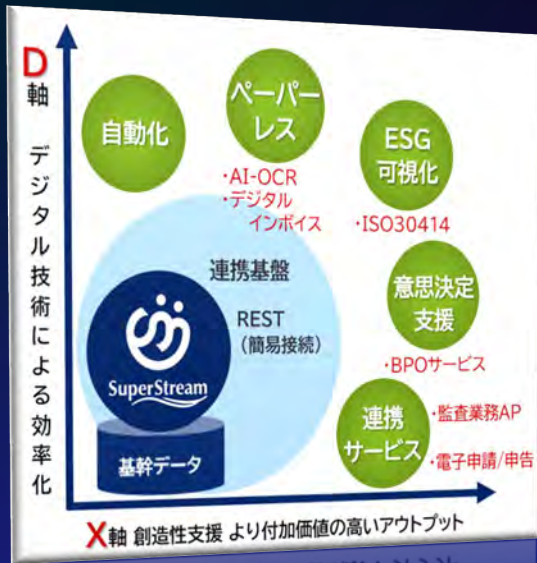 D軸 デジタル技術による効率化
自動化
ペーパー
レス
・AI-OCR
・デジタル
インボイス
ESG
可視化
・ISO30414
連携基盤
REST
（簡易接続）
SuperStream
基幹データ
意思決定
支援
・BPOサービス
連携
サービス
・監査業務AP
・電子申請/申告
X軸 創造性支援 より付加価値の高いアウトプット